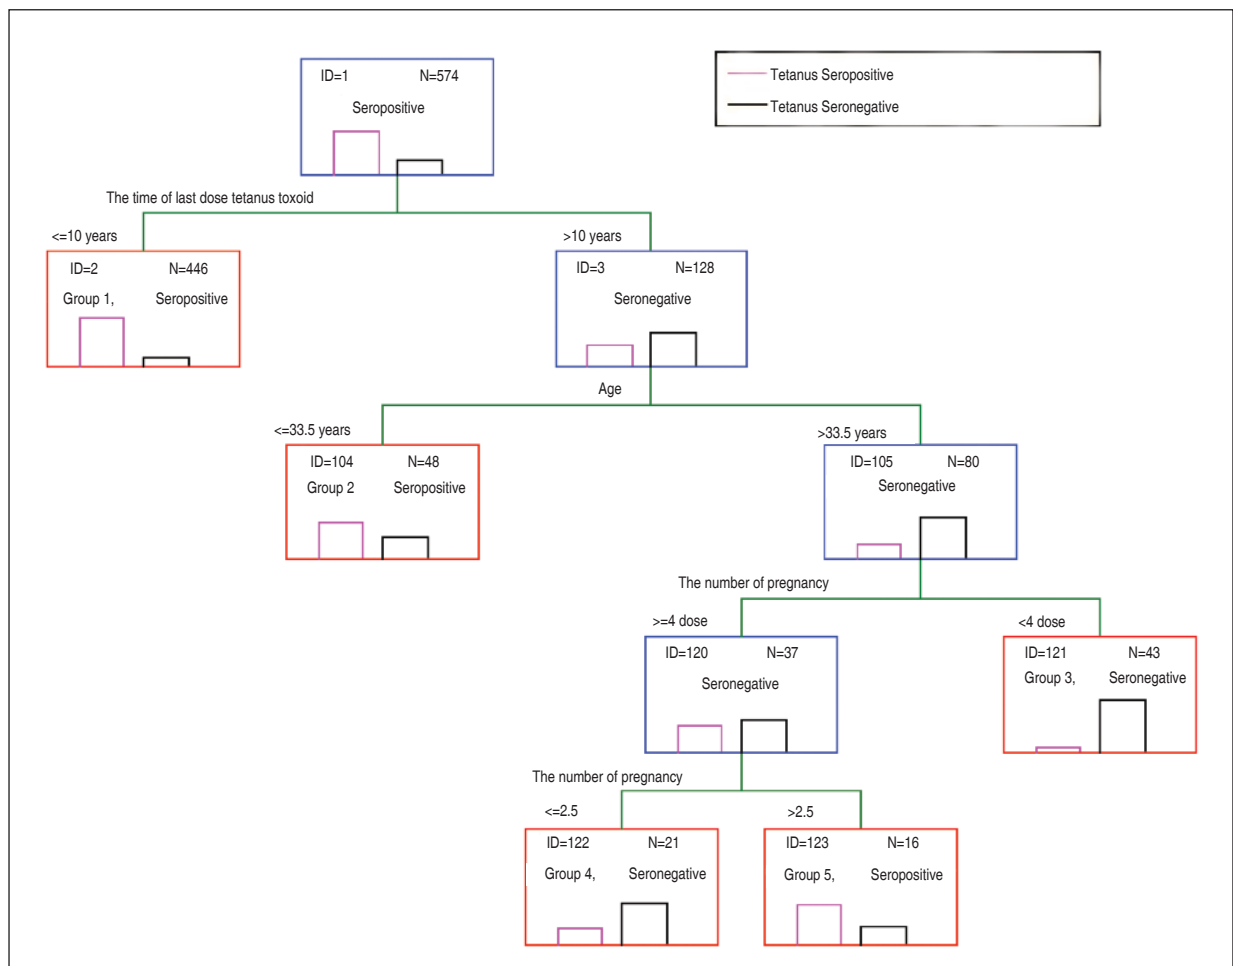 ID=1 N=574
Seropositive
Tetanus Seropositive
Tetanus Seronegative
The time of last dose tetanus toxoid
<=10 years
>10 years
ID=2 N=446
Group 1, Seropositive
ID=3 N=128
Seronegative
Age
<=33.5 years
>33.5 years
ID=104 N=48
Group 2 Seropositive
ID=105 N=80
Seronegative
The number of pregnancy
>=4 dose
<4 dose
ID=120 N=37
Seronegative
ID=121 N=43
Group 3, Seronegative
The number of pregnancy
<=2.5
>2.5
ID=122 N=21
Group 4, Seronegative
ID=123 N=16
Group 5, Seropositive